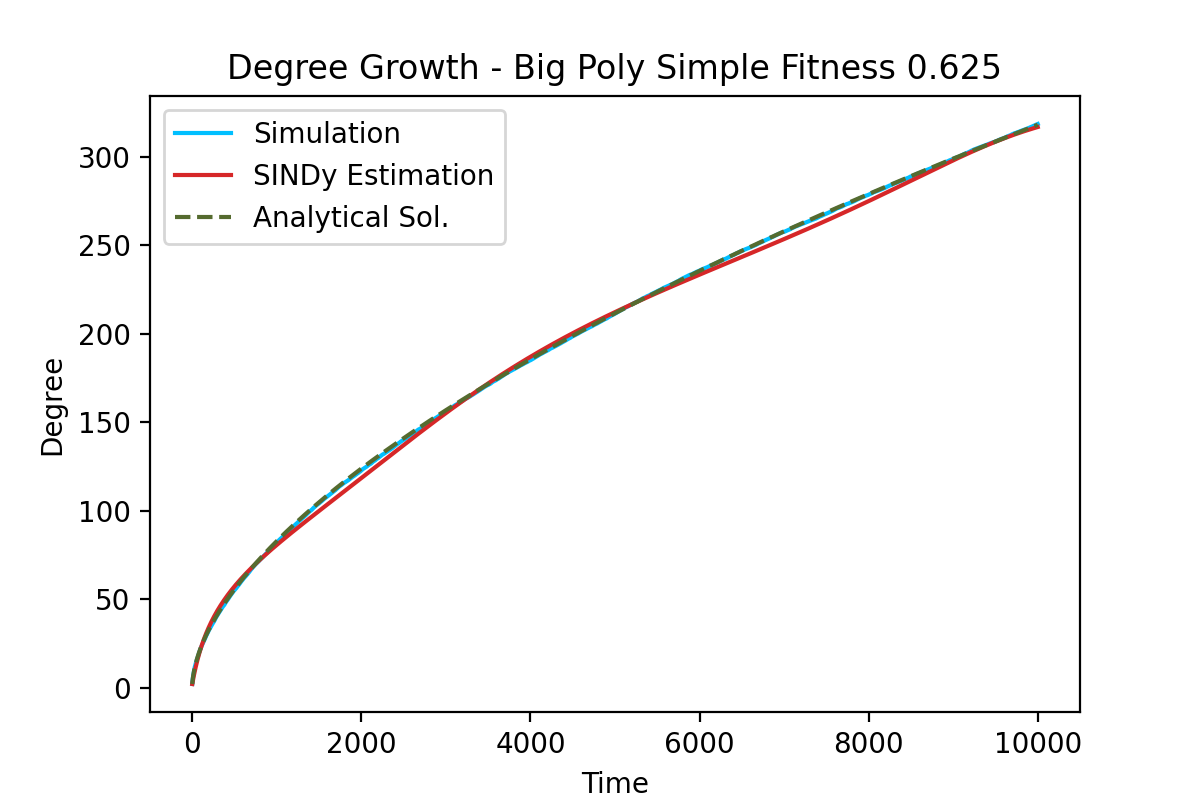 Degree Growth - Big Poly Simple Fitness 0.625
Simulation
SINDy Estimation
Analytical Sol.
300
250
200
150
100
50
0
Degree
0 2000 4000 6000 8000 10000
Time